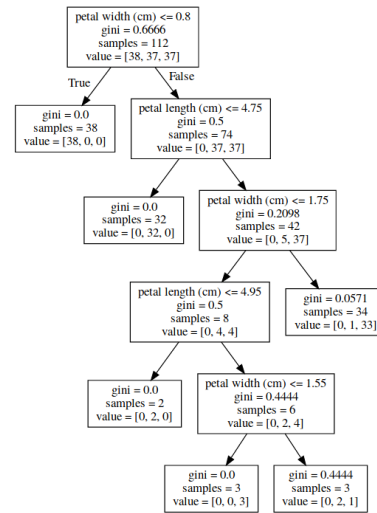 petal width (cm) <= 0.8
gini = 0.6666
samples = 112
value = [38, 37, 37]
True
False
gini = 0.0
samples = 38
value = [38, 0, 0]
petal length (cm) <= 4.75
gini = 0.5
samples = 74
value = [0, 37, 37]
gini = 0.0
samples = 32
value = [0, 32, 0]
petal width (cm) <= 1.75
gini = 0.2098
samples = 42
value = [0, 5, 37]
petal length (cm) <= 4.95
gini = 0.5
samples = 8
value = [0, 4, 4]
gini = 0.0571
samples = 34
value = [0, 1, 33]
gini = 0.0
samples = 2
value = [0, 2, 0]
petal width (cm) <= 1.55
gini = 0.4444
samples = 6
value = [0, 2, 4]
gini = 0.0
samples = 3
value = [0, 0, 3]
gini = 0.4444
samples = 3
value = [0, 2, 1]